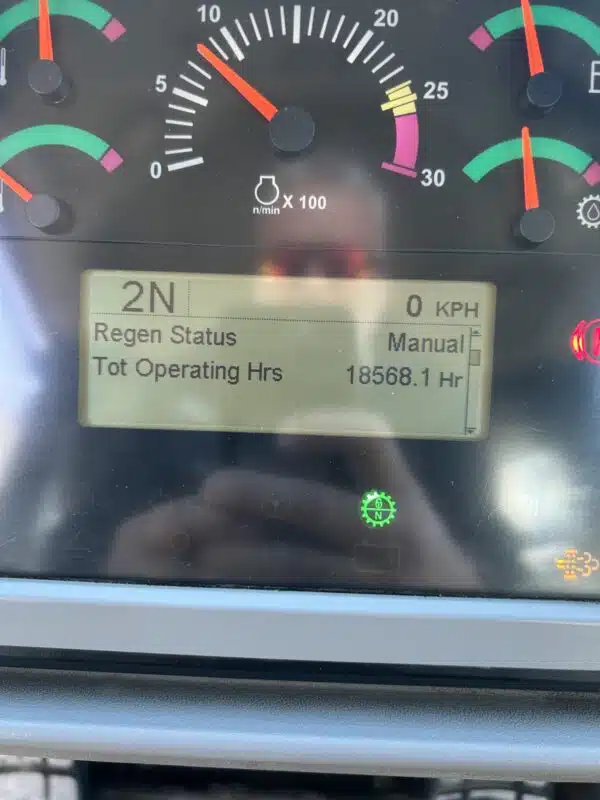 10
20
5
25
0
30
n/min X 100
2N 0 KPH
Regen Status Manual
Tot Operating Hrs 18568.1 Hr
N